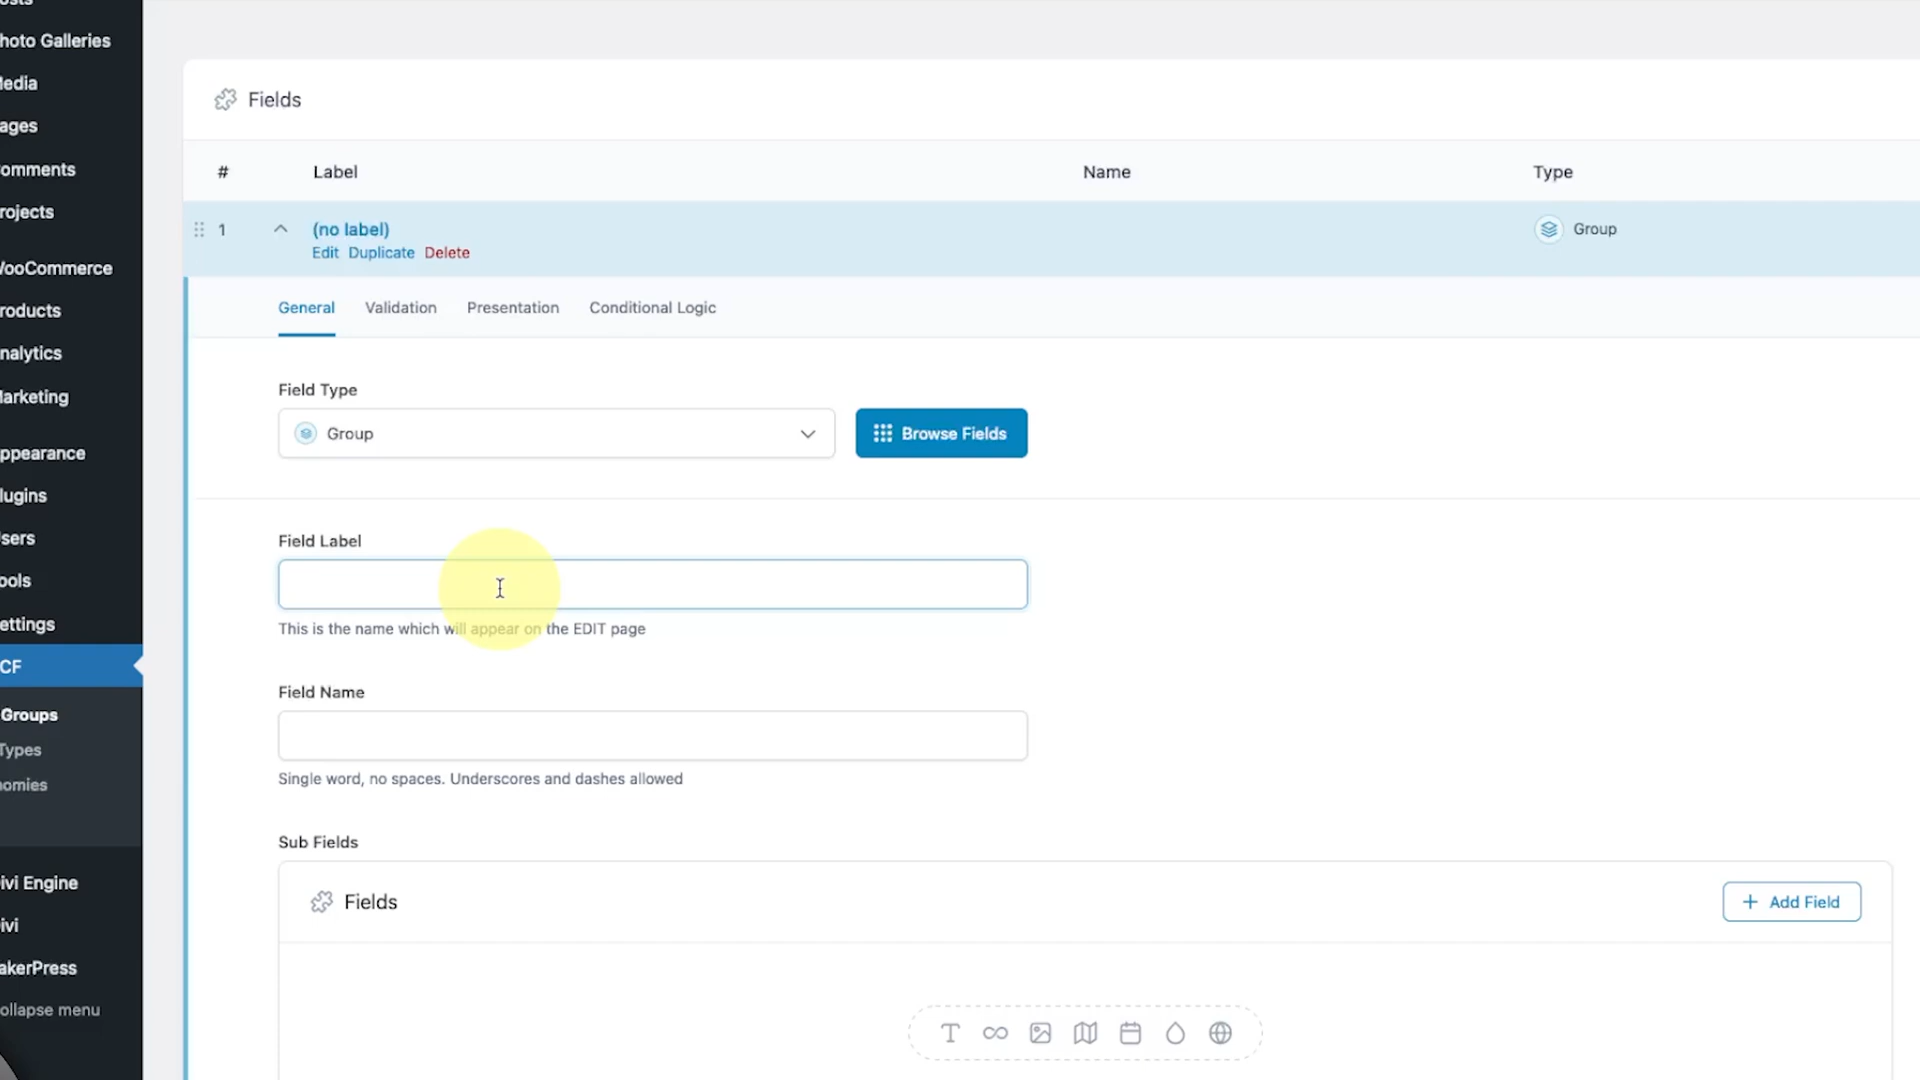 osts
hoto Galleries
ledia
ages
omments
rojects
VooCommerce
roducts
nalytics
larketing
ppearance
lugins
sers
ools
ettings
CF
Groups
Types
nomies
ivi Engine
ivi
akerPress
ollapse menu
Fields
# Label Name Type
1 (no label) Group
Edit Duplicate Delete
General Validation Presentation Conditional Logic
Field Type
Group Browse Fields
Field Label
This is the name which will appear on the EDIT page
Field Name
Single word, no spaces. Underscores and dashes allowed
Sub Fields
Fields + Add Field